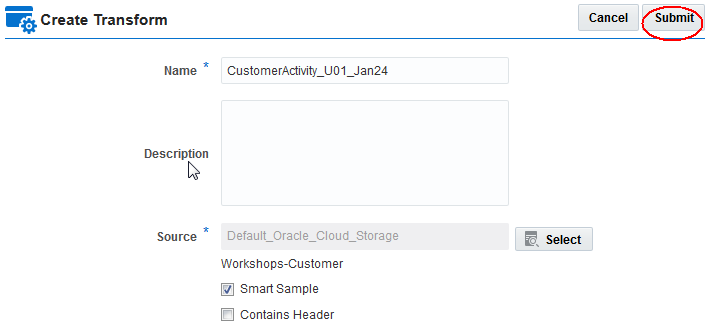 Create Transform
Cancel
Submit
Name *
CustomerActivity_U01_Jan24
Description
Source *
Default_Oracle_Cloud_Storage
Select
Workshops-Customer
Smart Sample
Contains Header